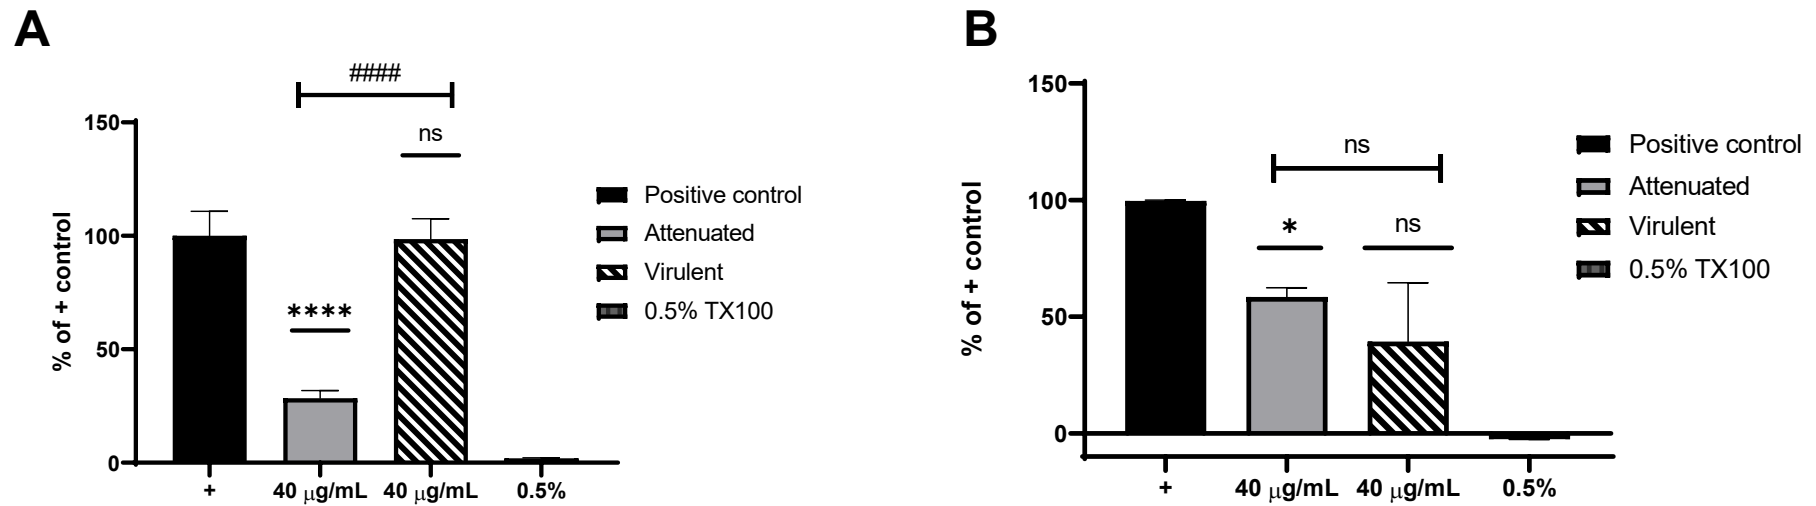 A
####
ns
****
150
100
50
0
% of + control
+
40 μg/mL
40 μg/mL
0.5%
Positive control
Attenuated
Virulent
0.5% TX100
B
ns
*
ns
150
100
50
0
% of + control
+
40 μg/mL
40 μg/mL
0.5%
Positive control
Attenuated
Virulent
0.5% TX100